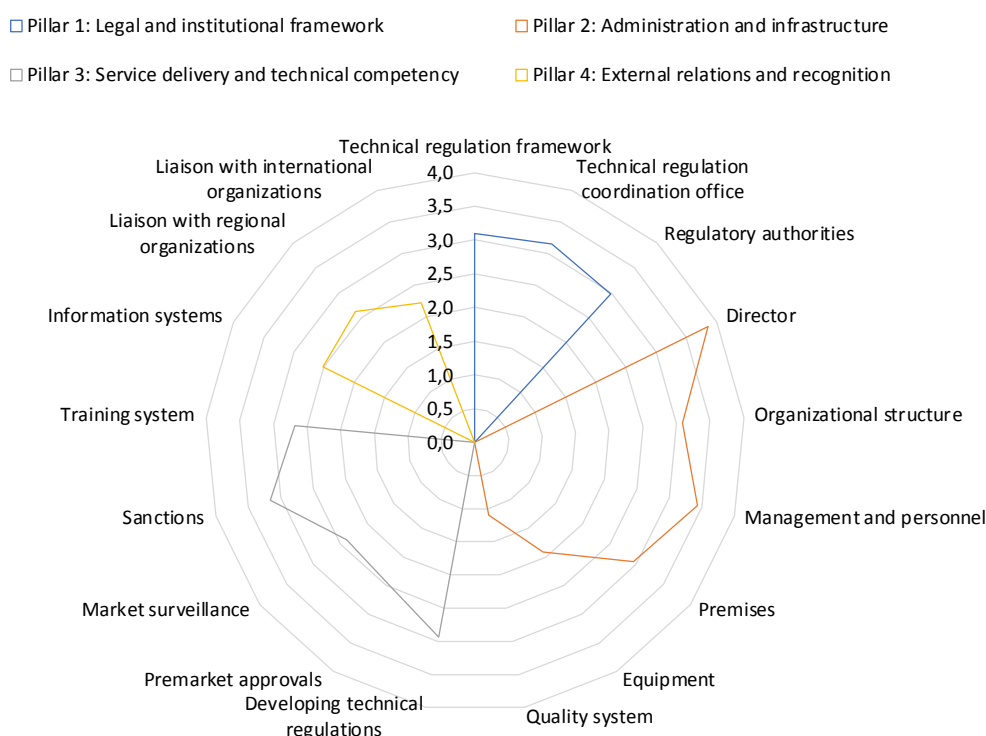 Pillar 1: Legal and institutional framework
Pillar 2: Administration and infrastructure
Pillar 3: Service delivery and technical competency
Pillar 4: External relations and recognition
Technical regulation framework
Technical regulation
coordination office
Regulatory authorities
Director
Organizational structure
Management and personnel
Premises
Equipment
Quality system
Developing technical
regulations
Premarket approvals
Market surveillance
Sanctions
Training system
Information systems
Liaison with regional
organizations
Liaison with international
organizations
4,0
3,5
3,0
2,5
2,0
1,5
1,0
0,5
0,0